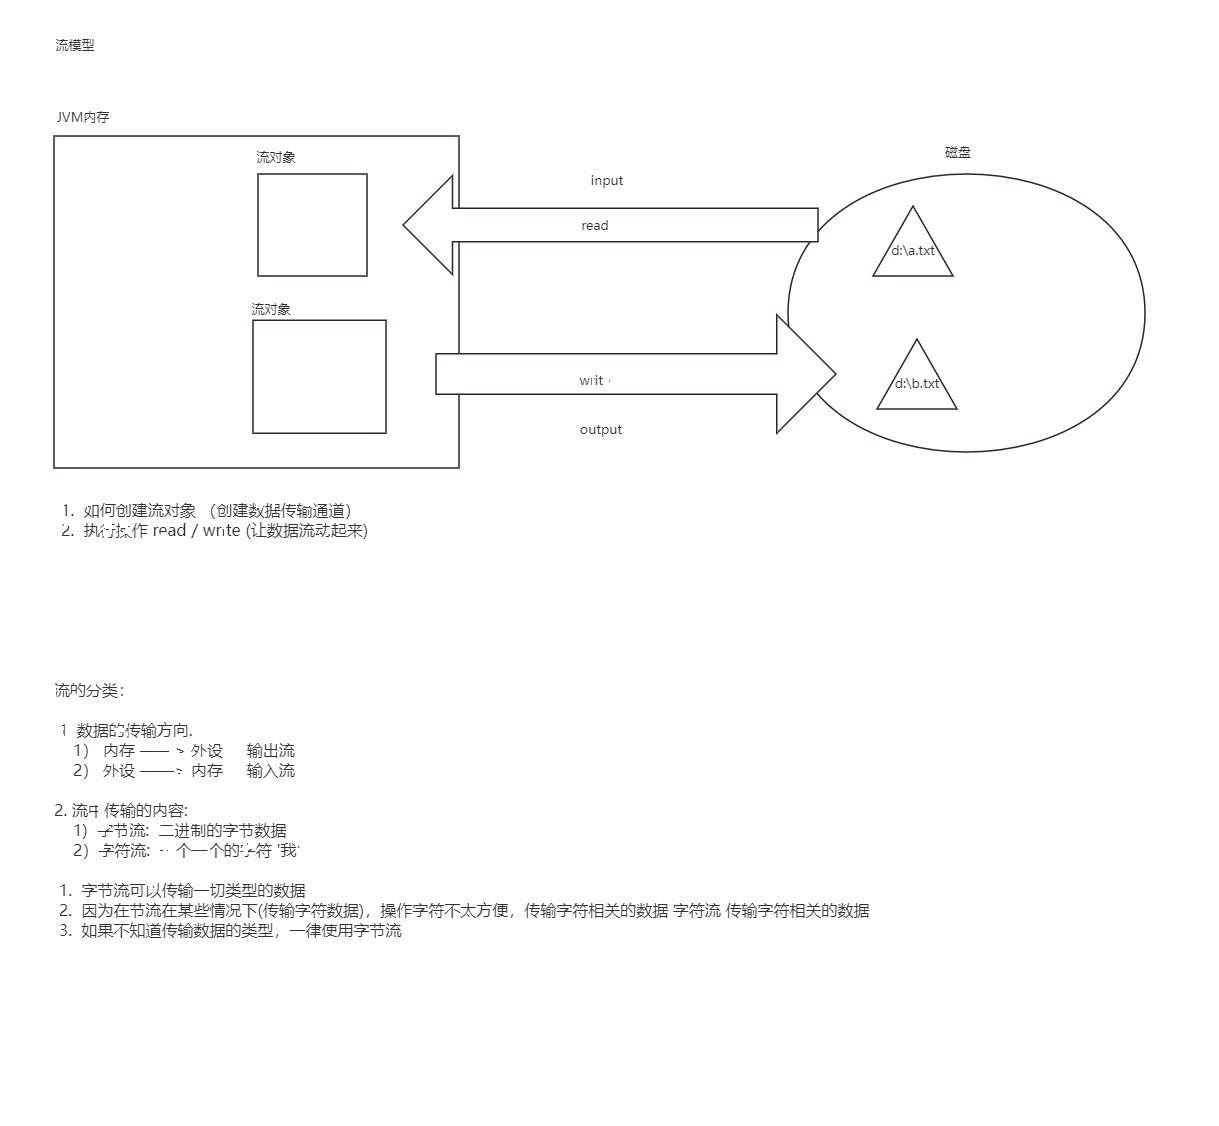 流模型
JVM内存
流对象
磁盘
input
read
d:\a.txt
流对象
write
d:\b.txt
output
1. 如何创建流对象 （创建数据传输通道）
2. 执行操作 read / write (让数据流动起来)
流的分类：
1 数据的传输方向.
1） 内存 ——> 外设 输出流
2） 外设 ——> 内存 输入流
2. 流中传输的内容:
1）字节流: 二进制的字节数据
2）字符流: 一个一个的字符 '我'
1. 字节流可以传输一切类型的数据
2. 因为在节流在某些情况下(传输字符数据)，操作字符不太方便，传输字符相关的数据 字符流 传输字符相关的数据
3. 如果不知道传输数据的类型，一律使用字节流